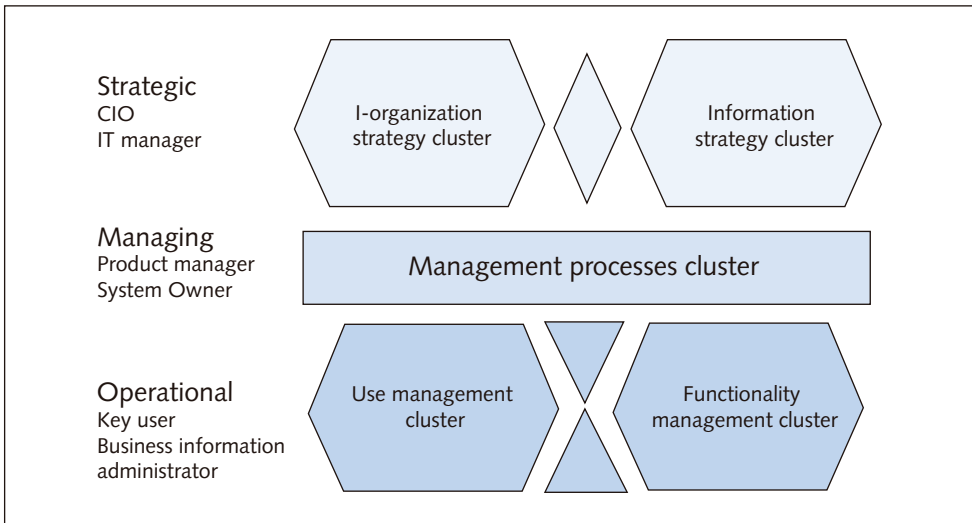 Strategic
CIO
IT manager
I-organization
strategy cluster
Information
strategy cluster
Managing
Product manager
System Owner
Management processes cluster
Operational
Key user
Business information
administrator
Use management
cluster
Functionality
management cluster